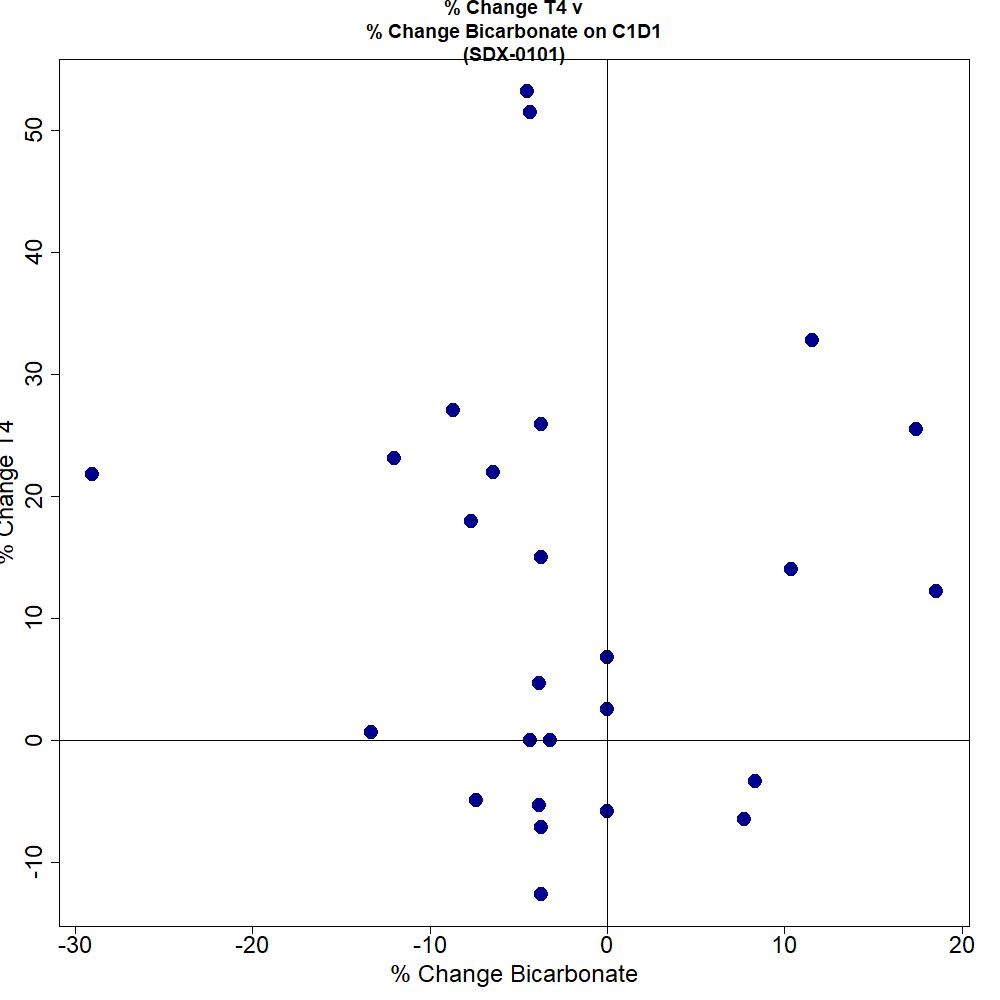 % Change T4 v
% Change Bicarbonate on C1D1
(SDX-0101)
50
40
30
20
10
0
-10
% Change T4
-30 -20 -10 0 10 20
% Change Bicarbonate